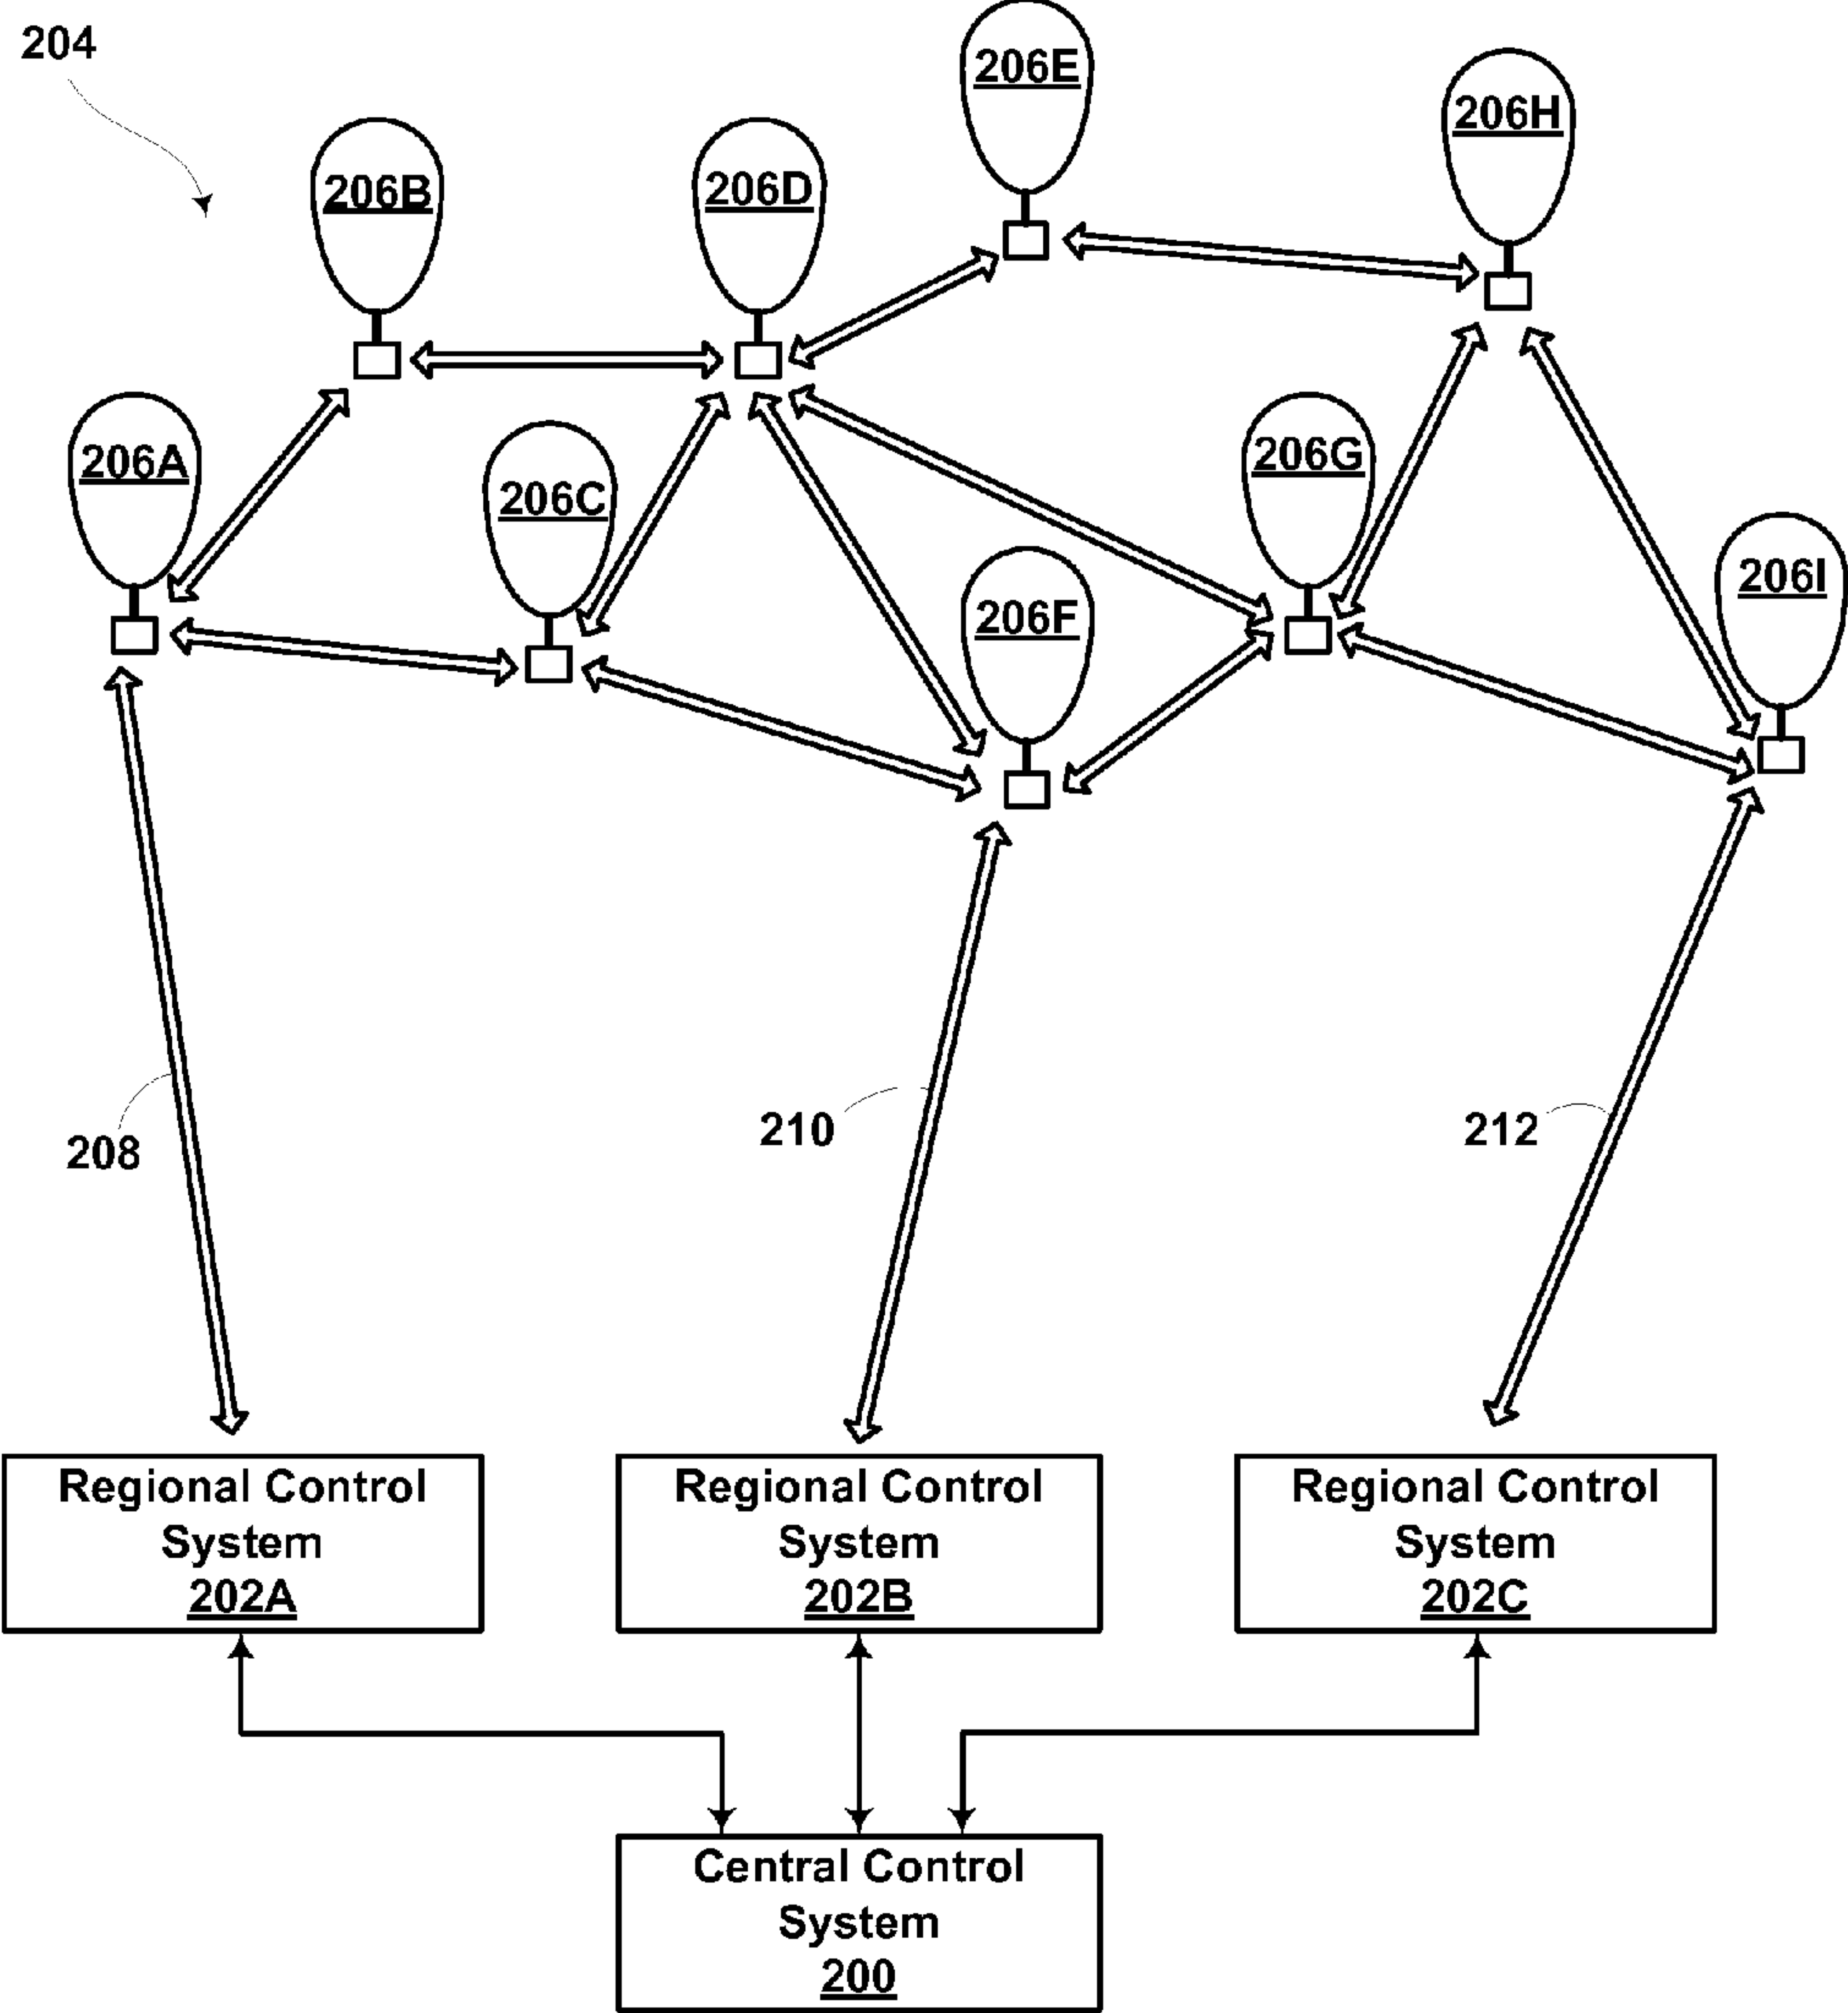 204
206E
206H
206B
206D
206A
206C
206G
206F
206I
208
210
212
Regional Control
System
202A
Regional Control
System
202B
Regional Control
System
202C
Central Control
System
200